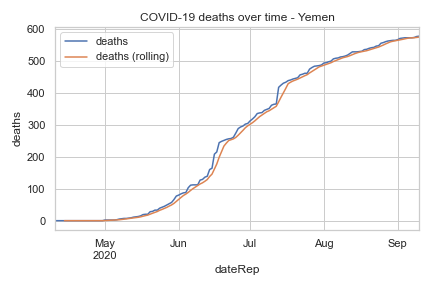 COVID-19 deaths over time - Yemen
deaths
deaths (rolling)
600
500
400
300
200
100
0
deaths
May
2020
Jun
Jul
Aug
Sep
dateRep